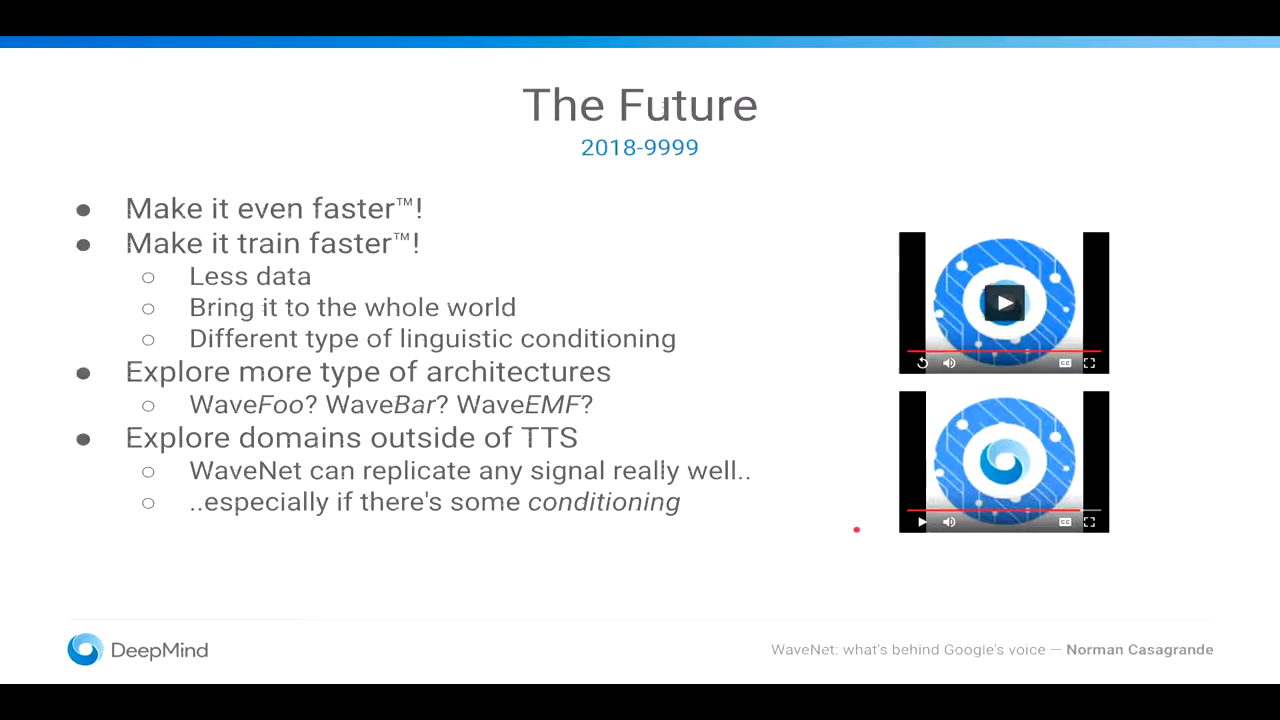 The Future
2018-9999
● Make it even faster™!
● Make it train faster™!
○ Less data
○ Bring it to the whole world
○ Different type of linguistic conditioning
● Explore more type of architectures
○ WaveFoo? WaveBar? WaveEMF?
● Explore domains outside of TTS
○ WaveNet can replicate any signal really well..
○ ..especially if there's some conditioning
CC
CC
DeepMind
WaveNet: what's behind Google's voice — Norman Casagrande